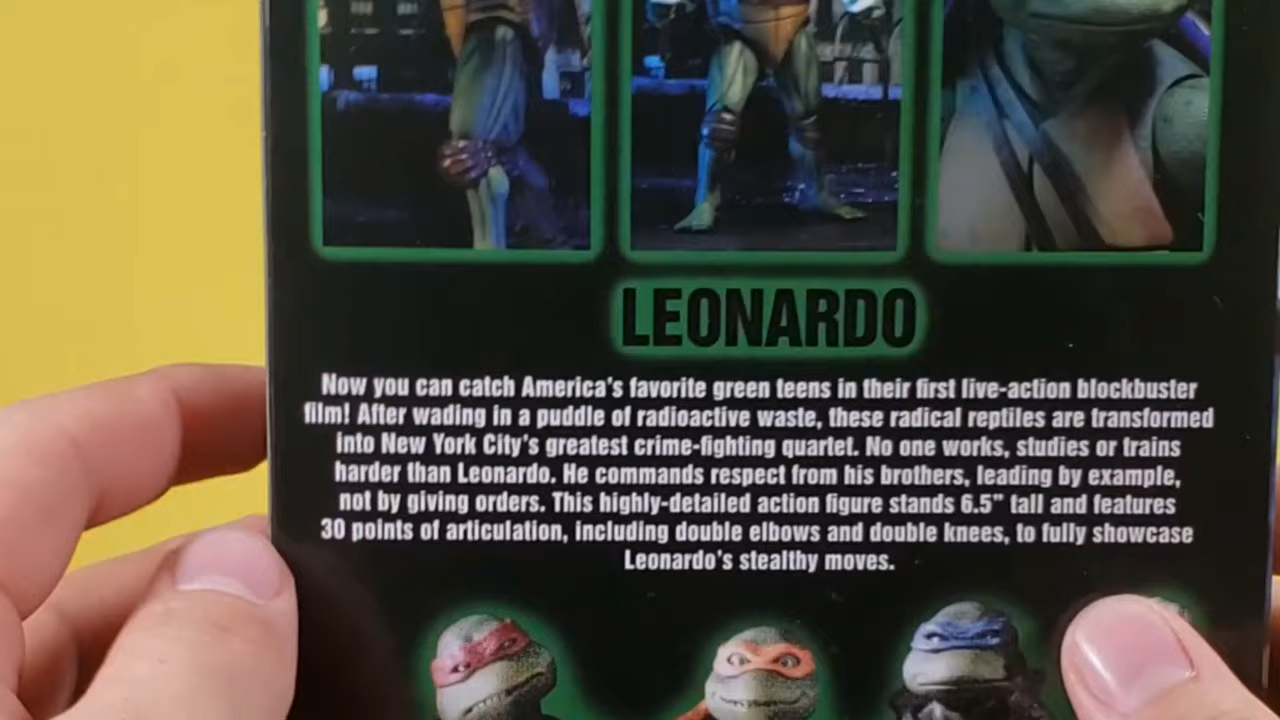 LEONARDO
Now you can catch America's favorite green teens in their first live-action blockbuster
film! After wading in a puddle of radioactive waste, these radical reptiles are transformed
into New York City's greatest crime-fighting quartet. No one works, studies or trains
harder than Leonardo. He commands respect from his brothers, leading by example,
not by giving orders. This highly-detailed action figure stands 6.5" tall and features
30 points of articulation, including double elbows and double knees, to fully showcase
Leonardo's stealthy moves.